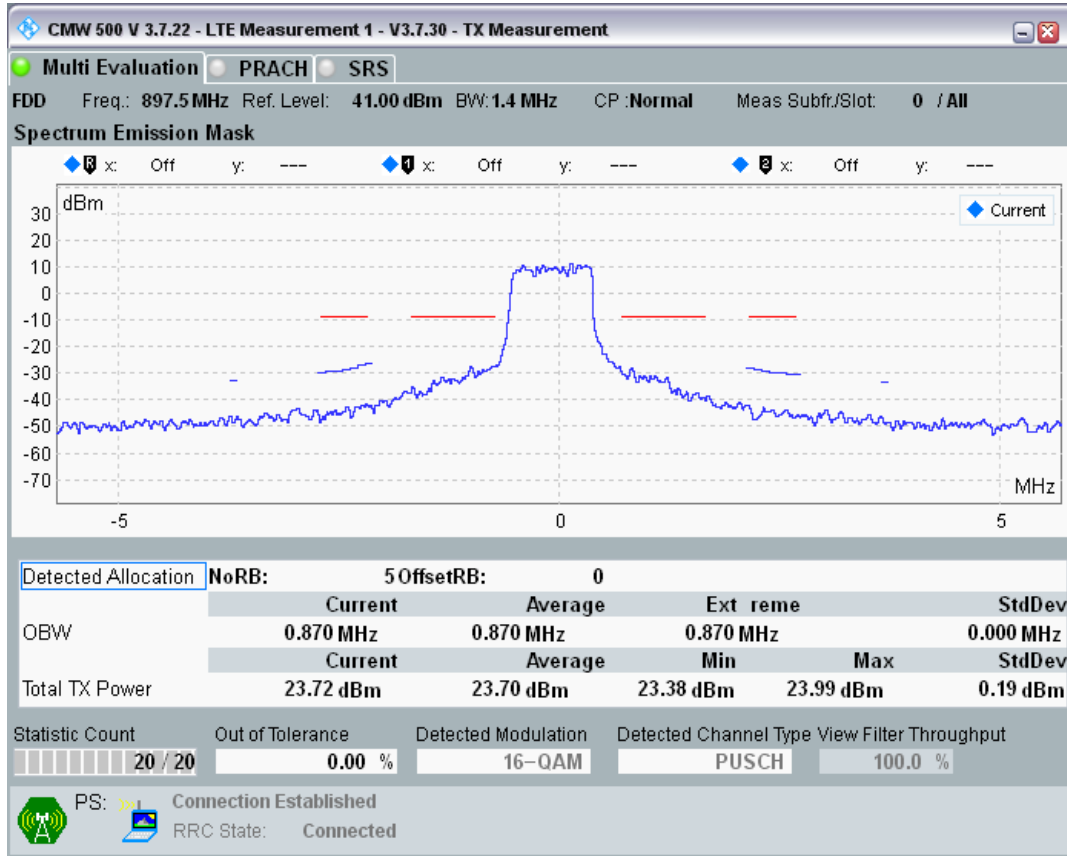 CMW 500 V 3.7.22 - LTE Measurement 1 - V3.7.30 - TX Measurement
Multi Evaluation PRACH SRS
FDD Freq.: 897.5 MHz Ref. Level: 41.00 dBm BW: 1.4 MHz CP :Normal Meas Subfr./Slot: 0 / All
Spectrum Emission Mask
R x: Off y: --- 1 x: Off y: --- 2 x: Off y: ---
dBm
Current
30
20
10
0
-10
-20
-30
-40
-50
-60
-70
MHz
-5 0 5
Detected Allocation NoRB: 5 OffsetRB: 0
Current Average Ext reme StdDev
OBW 0.870 MHz 0.870 MHz 0.870 MHz 0.000 MHz
Current Average Min Max StdDev
Total TX Power 23.72 dBm 23.70 dBm 23.38 dBm 23.99 dBm 0.19 dBm
Statistic Count Out of Tolerance Detected Modulation Detected Channel Type View Filter Throughput
20 / 20 0.00 % 16-QAM PUSCH 100.0 %
PS: Connection Established
RRC State: Connected